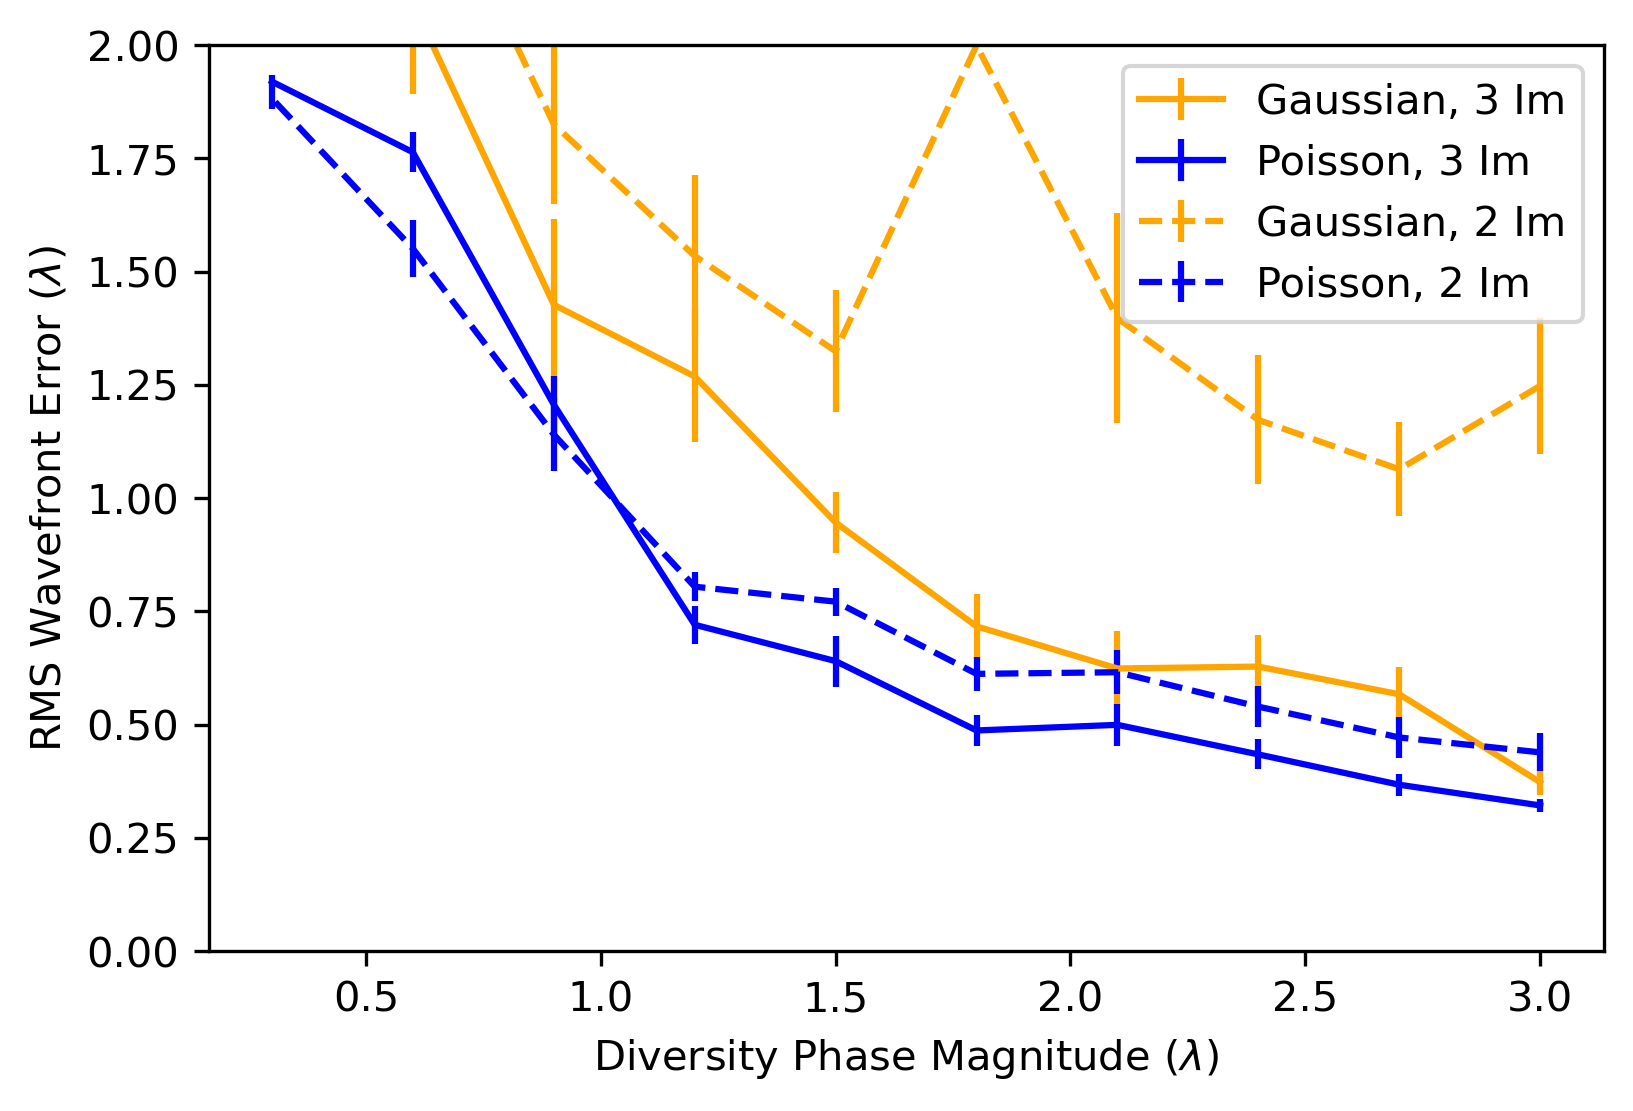 2.00
1.75
1.50
1.25
1.00
0.75
0.50
0.25
0.00
RMS Wavefront Error (λ)
Gaussian, 3 Im
Poisson, 3 Im
Gaussian, 2 Im
Poisson, 2 Im
0.5 1.0 1.5 2.0 2.5 3.0
Diversity Phase Magnitude (λ)